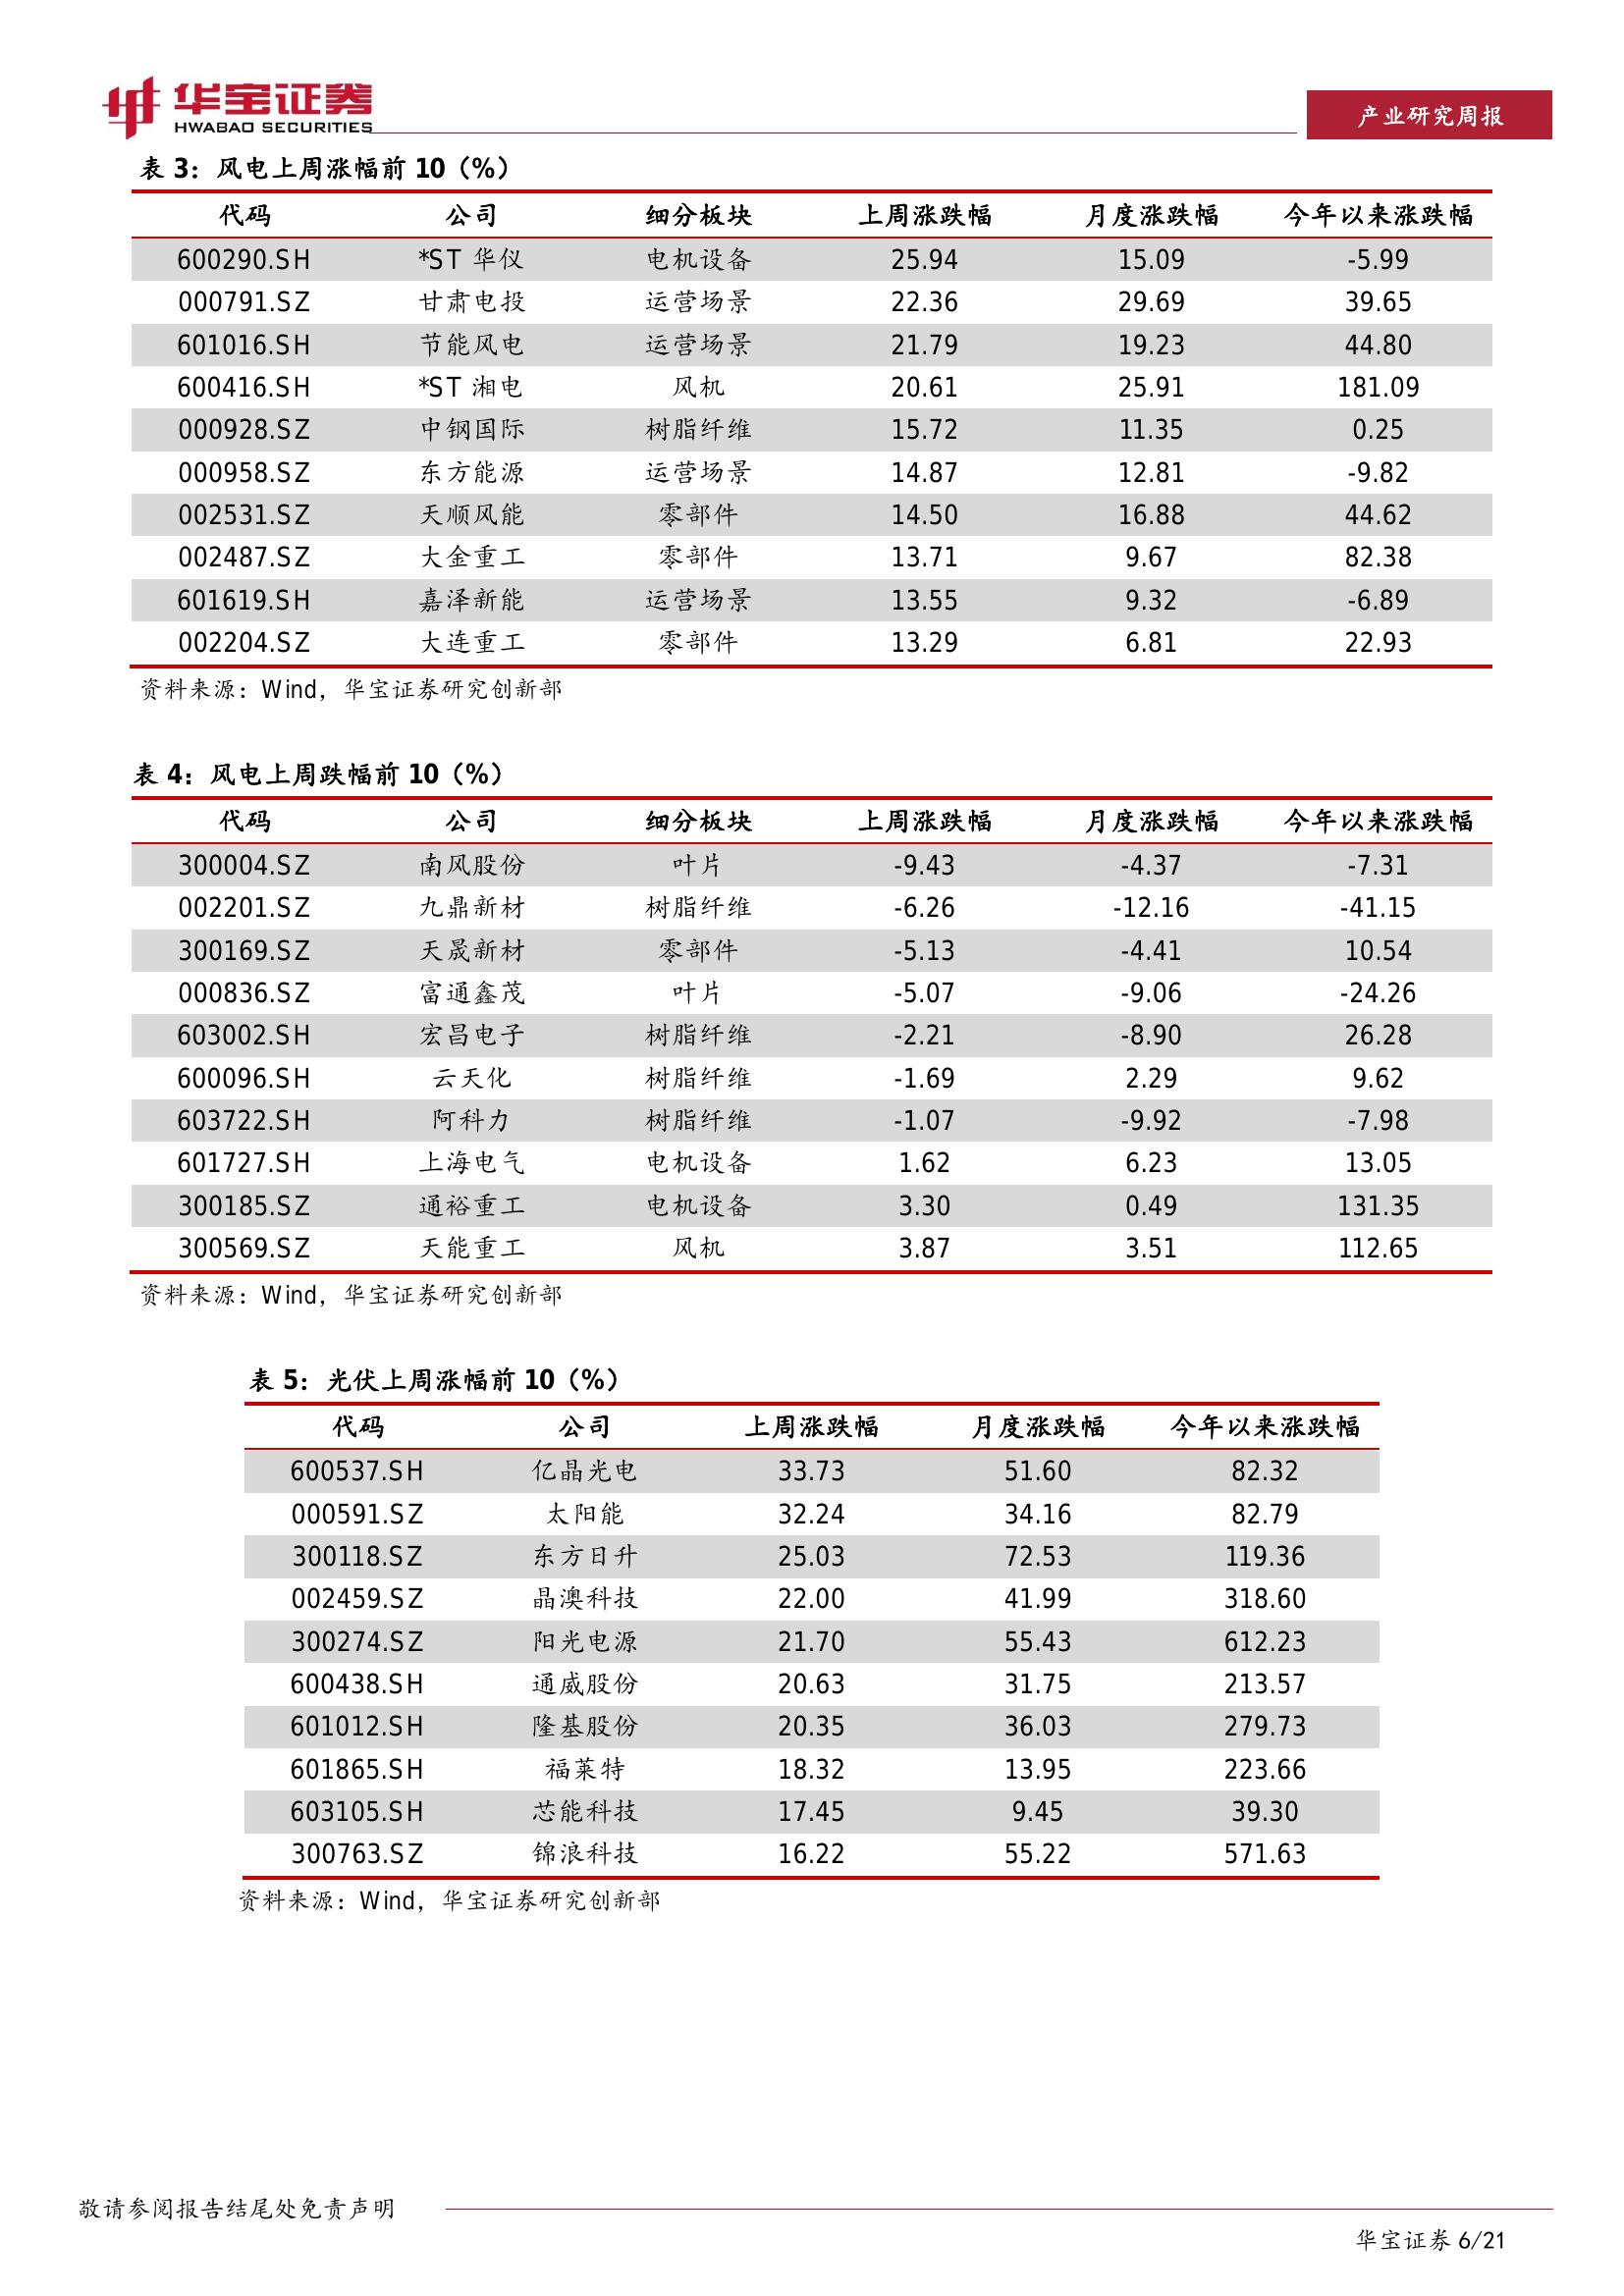 华宝证券
HWABAO SECURITIES
产业研究周报
表 3：风电上周涨幅前 10（%）
代码 公司 细分板块 上周涨跌幅 月度涨跌幅 今年以来涨跌幅
600290.SH *ST 华仪 电机设备 25.94 15.09 -5.99
000791.SZ 甘肃电投 运营场景 22.36 29.69 39.65
601016.SH 节能风电 运营场景 21.79 19.23 44.80
600416.SH *ST 湘电 风机 20.61 25.91 181.09
000928.SZ 中钢国际 树脂纤维 15.72 11.35 0.25
000958.SZ 东方能源 运营场景 14.87 12.81 -9.82
002531.SZ 天顺风能 零部件 14.50 16.88 44.62
002487.SZ 大金重工 零部件 13.71 9.67 82.38
601619.SH 嘉泽新能 运营场景 13.55 9.32 -6.89
002204.SZ 大连重工 零部件 13.29 6.81 22.93
资料来源：Wind，华宝证券研究创新部
表 4：风电上周跌幅前 10（%）
代码 公司 细分板块 上周涨跌幅 月度涨跌幅 今年以来涨跌幅
300004.SZ 南风股份 叶片 -9.43 -4.37 -7.31
002201.SZ 九鼎新材 树脂纤维 -6.26 -12.16 -41.15
300169.SZ 天晟新材 零部件 -5.13 -4.41 10.54
000836.SZ 富通鑫茂 叶片 -5.07 -9.06 -24.26
603002.SH 宏昌电子 树脂纤维 -2.21 -8.90 26.28
600096.SH 云天化 树脂纤维 -1.69 2.29 9.62
603722.SH 阿科力 树脂纤维 -1.07 -9.92 -7.98
601727.SH 上海电气 电机设备 1.62 6.23 13.05
300185.SZ 通裕重工 电机设备 3.30 0.49 131.35
300569.SZ 天能重工 风机 3.87 3.51 112.65
资料来源：Wind，华宝证券研究创新部
表 5：光伏上周涨幅前 10（%）
代码 公司 上周涨跌幅 月度涨跌幅 今年以来涨跌幅
600537.SH 亿晶光电 33.73 51.60 82.32
000591.SZ 太阳能 32.24 34.16 82.79
300118.SZ 东方日升 25.03 72.53 119.36
002459.SZ 晶澳科技 22.00 41.99 318.60
300274.SZ 阳光电源 21.70 55.43 612.23
600438.SH 通威股份 20.63 31.75 213.57
601012.SH 隆基股份 20.35 36.03 279.73
601865.SH 福莱特 18.32 13.95 223.66
603105.SH 芯能科技 17.45 9.45 39.30
300763.SZ 锦浪科技 16.22 55.22 571.63
资料来源：Wind，华宝证券研究创新部
敬请参阅报告结尾处免责声明
华宝证券 6/21